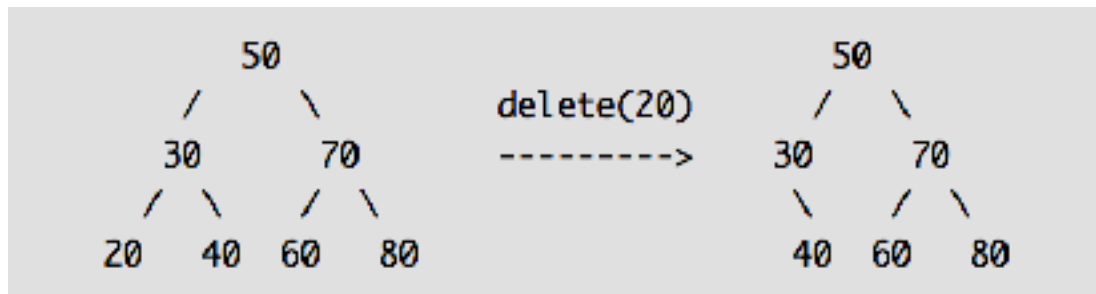 50 50
/ \ delete(20) / \
30 70 ---------> 30 70
/ \ / \ \ / \
20 40 60 80 40 60 80